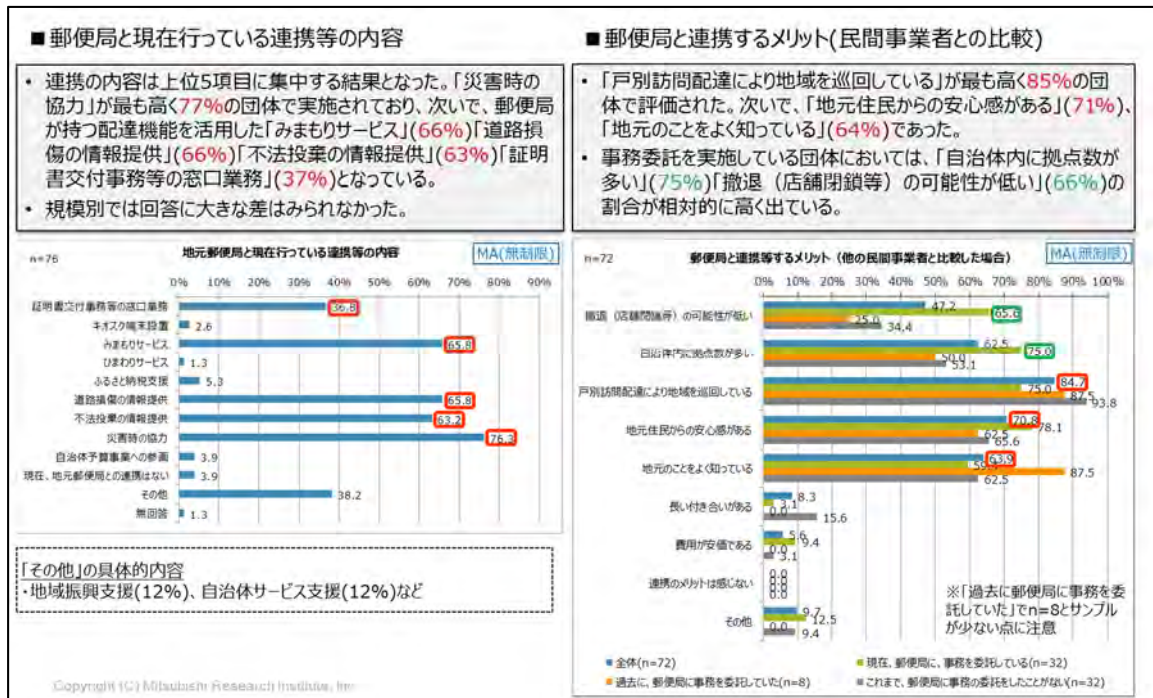 ■郵便局と現在行っている連携等の内容
・ 連携の内容は上位5項目に集中する結果となった。「災害時の
協力」が最も高く77%の団体で実施されており、次いで、郵便局
が持つ配達機能を活用した「みまもりサービス」(66%)「道路損
傷の情報提供」(66%)「不法投棄の情報提供」(63%)「証明
書交付事務等の窓口業務」(37%)となっている。
・ 規模別では回答に大きな差はみられなかった。
n=76
地元郵便局と現在行っている連携等の内容
MA(無制限)
0% 10% 20% 30% 40% 50% 60% 70% 80% 90%
証明書交付事務等の窓口業務 36.8
キオスク端末設置 2.6
みまもりサービス 65.8
ひまわりサービス 1.3
ふるさと納税支援 5.3
道路損傷の情報提供 65.8
不法投棄の情報提供 63.2
災害時の協力 76.3
自治体予算事業への参画 3.9
現在、地元郵便局との連携はない 3.9
その他 38.2
無回答 1.3
「その他」の具体的内容
・地域振興支援(12%)、自治体サービス支援(12%)など
Copyright (C) Mitsubishi Research Institute, Inc.
■郵便局と連携するメリット(民間事業者との比較)
・ 「戸別訪問配達により地域を巡回している」が最も高く85%の団
体で評価された。次いで、「地元住民からの安心感がある」(71%)、
「地元のことをよく知っている」(64%)であった。
・ 事務委託を実施している団体においては、「自治体内に拠点数が
多い」(75%)「撤退（店舗閉鎖等）の可能性が低い」(66%)の
割合が相対的に高く出ている。
n=72
郵便局と連携等するメリット（他の民間事業者と比較した場合）
MA(無制限)
0% 10% 20% 30% 40% 50% 60% 70% 80% 90% 100%
撤退（店舗閉鎖等）の可能性が低い 47.2 65.6 25.0 34.4
自治体内に拠点数が多い 62.5 75.0 50.0 53.1
戸別訪問配達により地域を巡回している 84.7 75.0 87.5 93.8
地元住民からの安心感がある 70.8 78.1 62.5 65.6
地元のことをよく知っている 63.9 87.5 62.5
長い付き合いがある 8.3 3.1 0.0 15.6
費用が安価である 5.6 9.4 0.0 3.1
連携のメリットは感じない 0.0 0.0 0.0 0.0
その他 9.7 12.5 0.0 9.4
※「過去に郵便局に事務を委
託していた」でn=8とサンプル
が少ない点に注意
■全体(n=72)
■現在、郵便局に、事務を委託している(n=32)
■過去に、郵便局に事務を委託していた(n=8)
■これまで、郵便局に事務の委託をしたことがない(n=32)